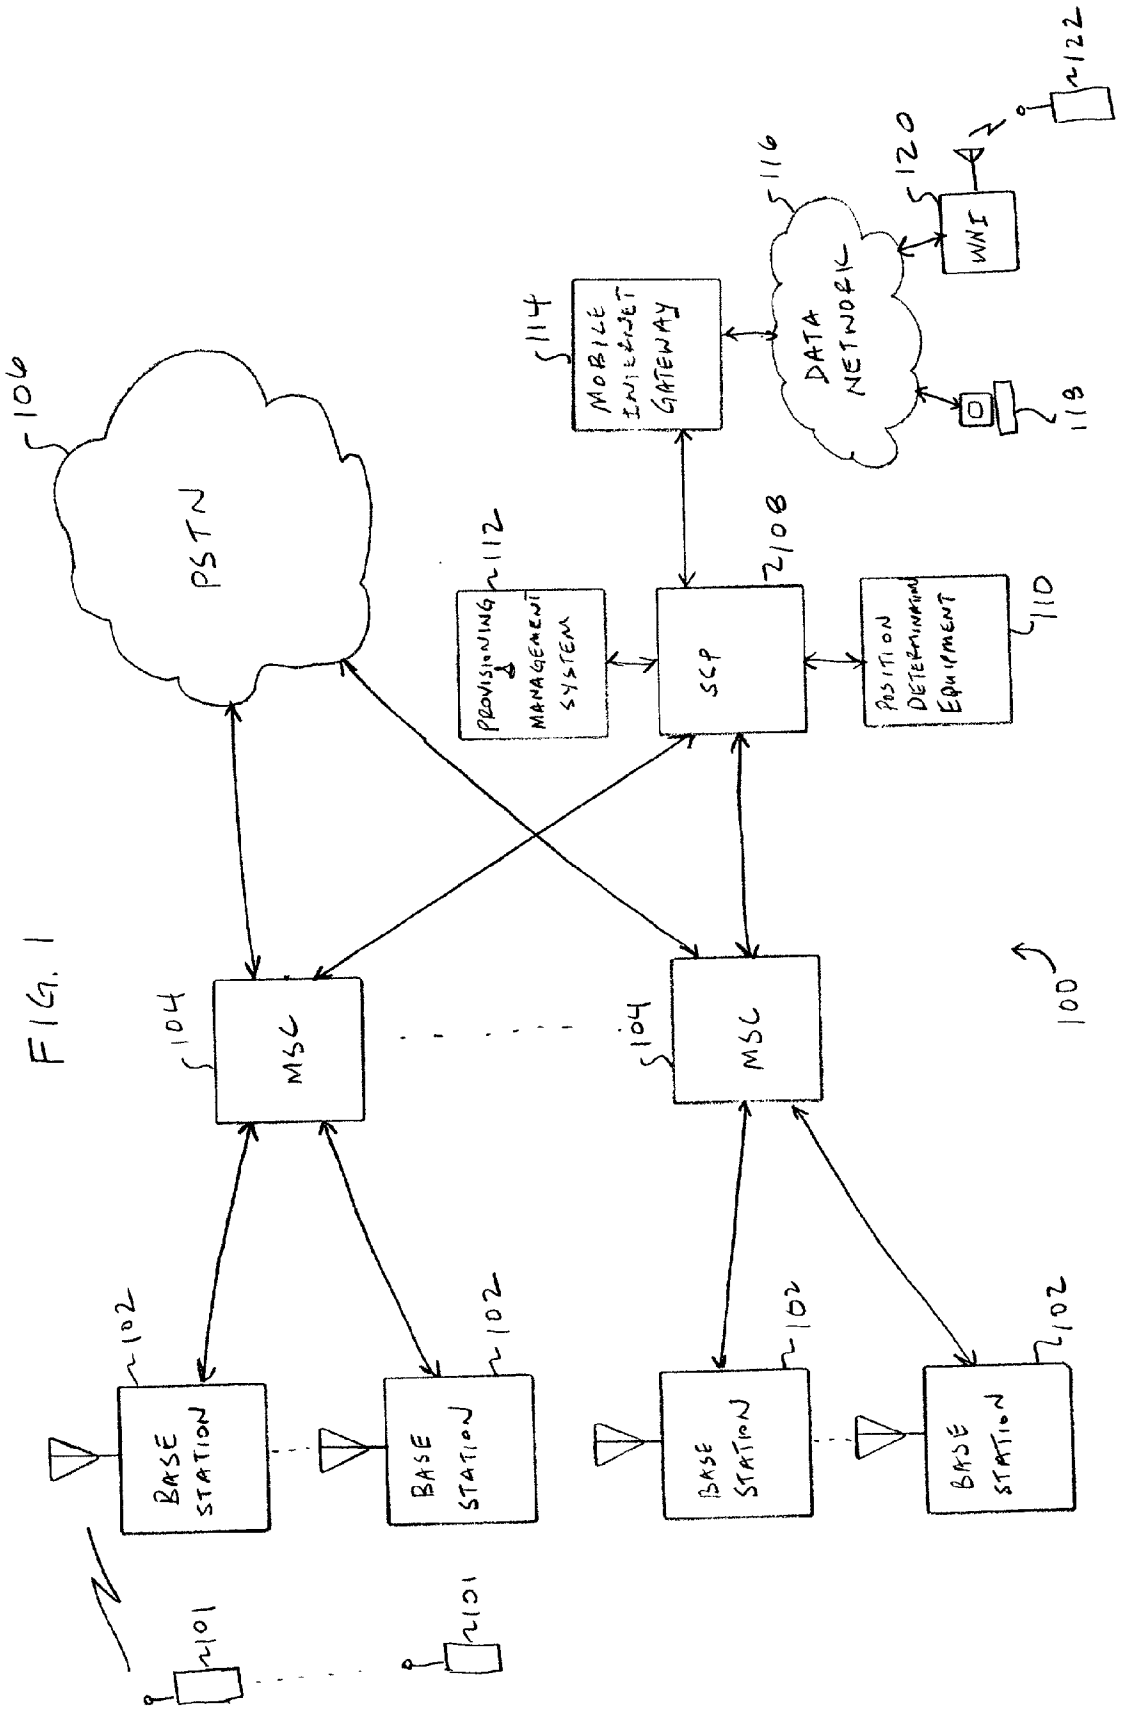 FIG. 1
106
PSTN
104
MSC
104
MSC
102
BASE
STATION
102
BASE
STATION
102
BASE
STATION
102
BASE
STATION
101
101
112
PROVISIONING
&
MANAGEMENT
SYSTEM
108
SCP
110
POSITION
DETERMINATION
EQUIPMENT
114
MOBILE
INTERNET
GATEWAY
116
DATA
NETWORK
118
120
WNI
122
100